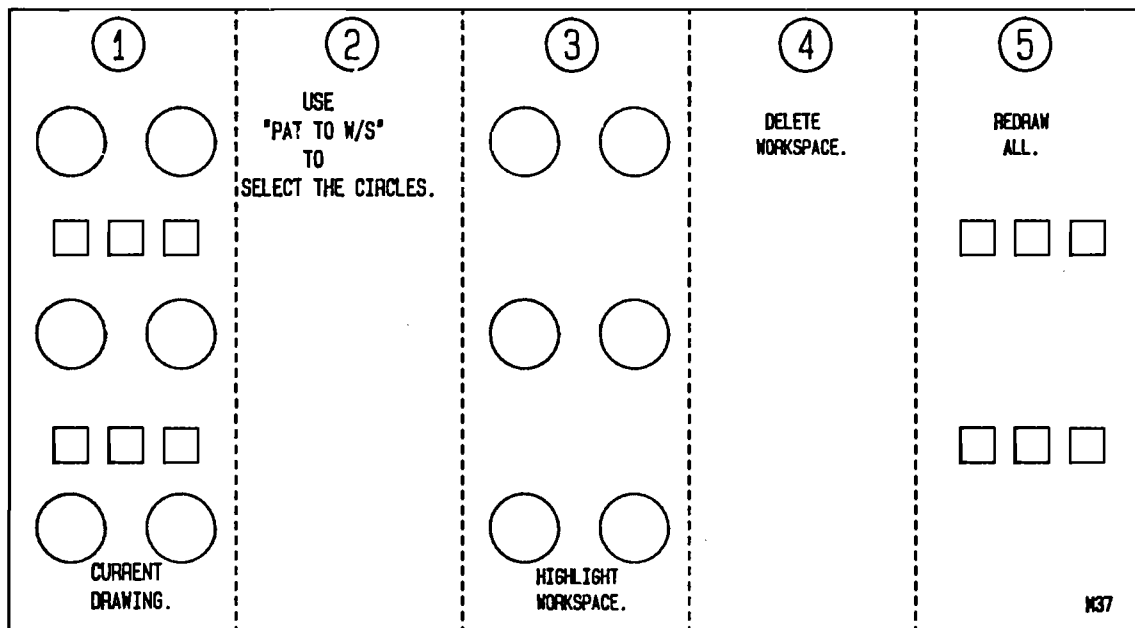 1
CURRENT
DRAWING.
2
USE
"PAT TO W/S"
TO
SELECT THE CIRCLES.
3
HIGHLIGHT
WORKSPACE.
4
DELETE
WORKSPACE.
5
REDRAW
ALL.
M37